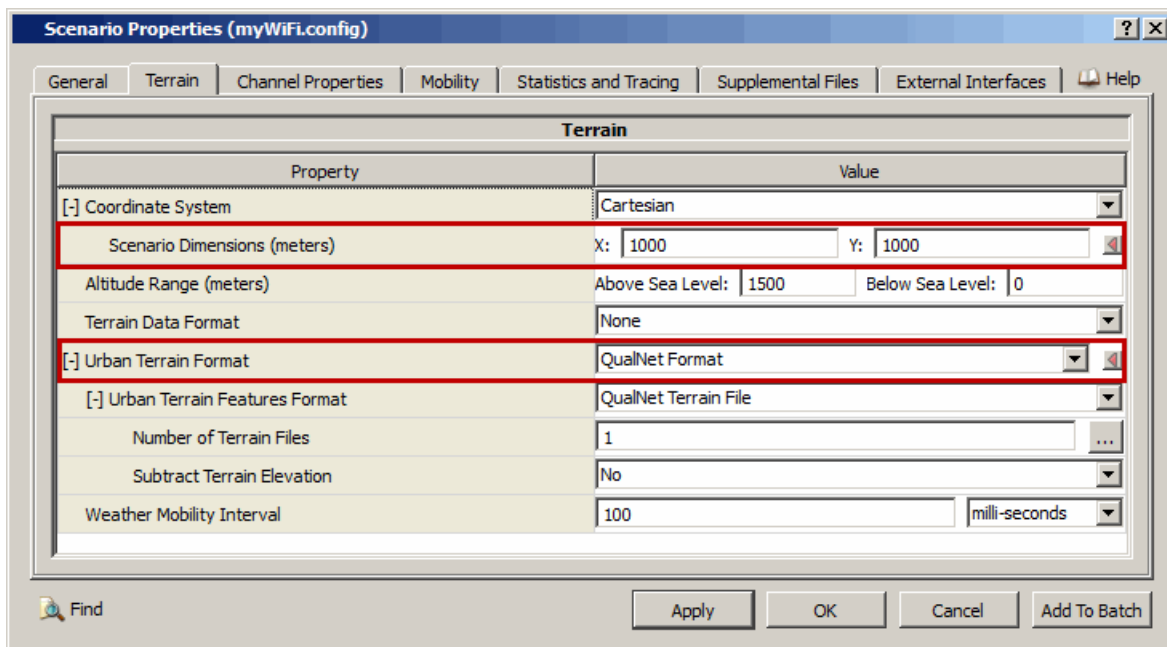 Scenario Properties (myWiFi.config) ? X
General Terrain Channel Properties Mobility Statistics and Tracing Supplemental Files External Interfaces Help
Terrain
Property Value
[-] Coordinate System Cartesian
Scenario Dimensions (meters) X: 1000 Y: 1000
Altitude Range (meters) Above Sea Level: 1500 Below Sea Level: 0
Terrain Data Format None
[-] Urban Terrain Format QualNet Format
[-] Urban Terrain Features Format QualNet Terrain File
Number of Terrain Files 1 ...
Subtract Terrain Elevation No
Weather Mobility Interval 100 milli-seconds
Find Apply OK Cancel Add To Batch